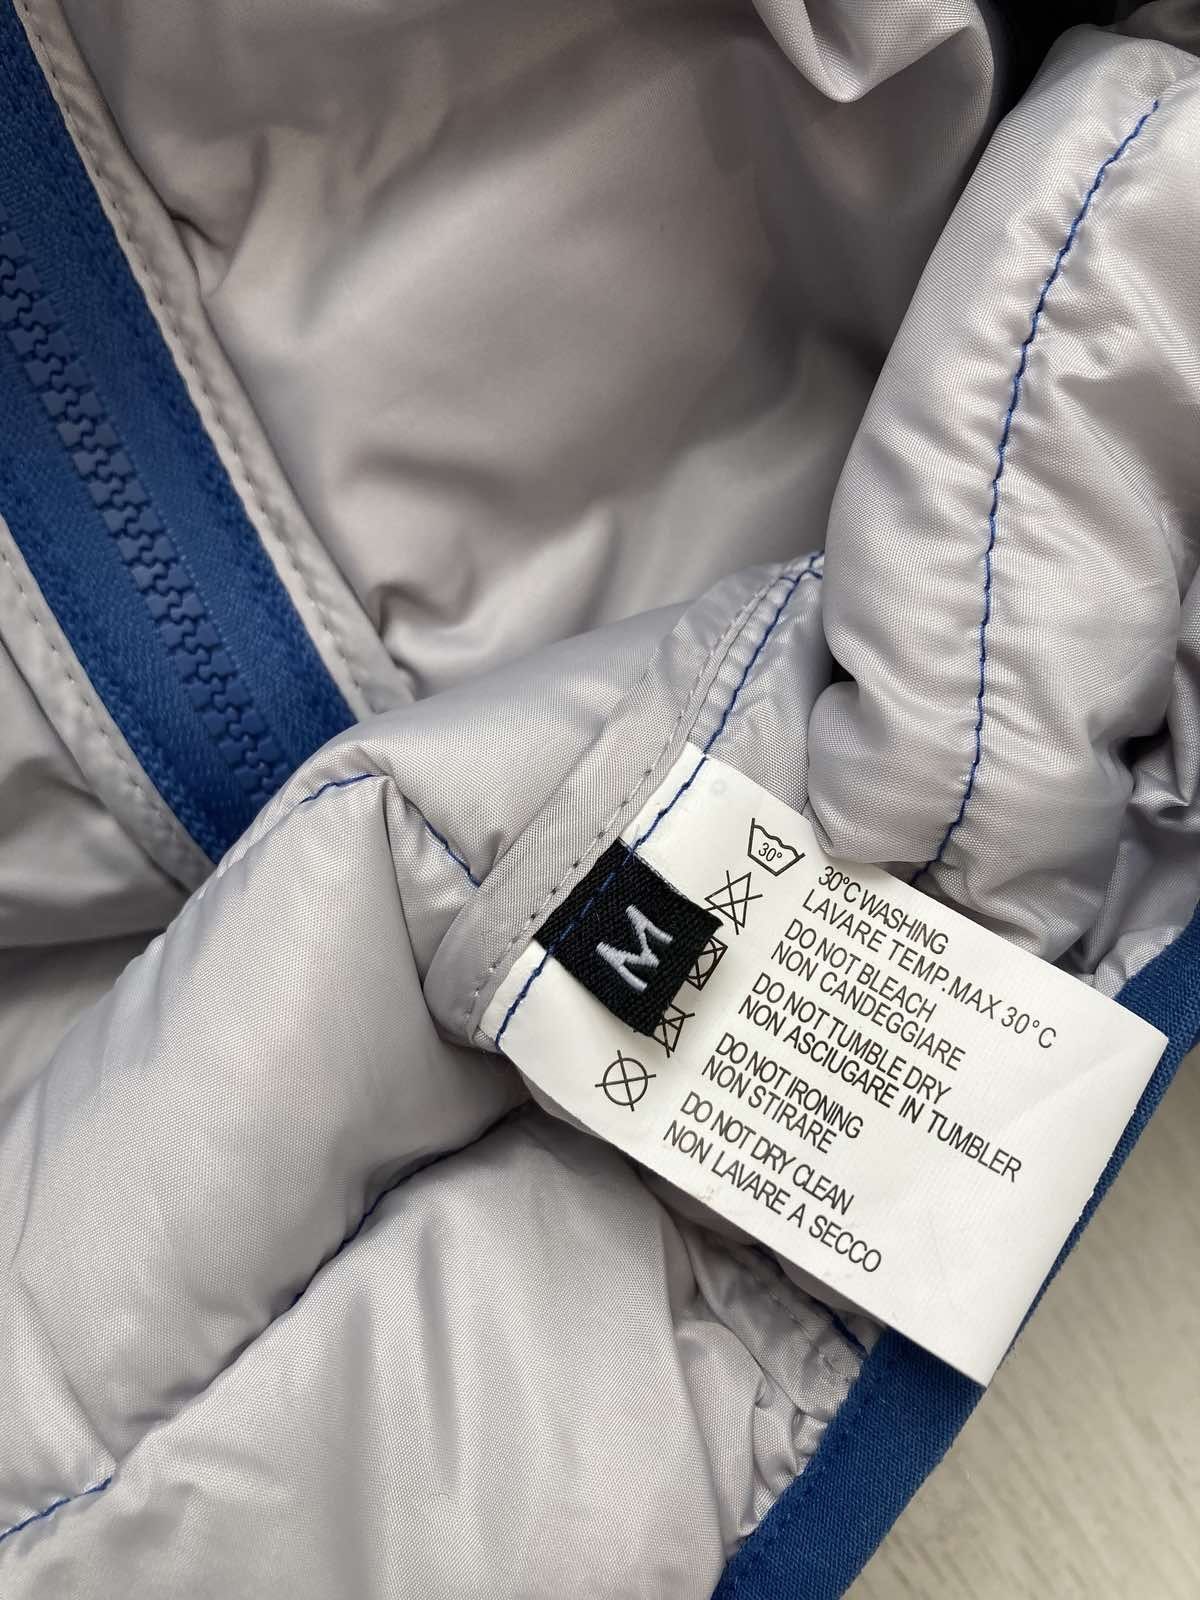 30°
30°C WASHING
LAVARE TEMP.MAX 30°C
DO NOT BLEACH
NON CANDEGGIARE
DO NOT TUMBLE DRY
NON ASCIUGARE IN TUMBLER
DO NOT IRONING
NON STIRARE
DO NOT DRY CLEAN
NON LAVARE A SECCO
M